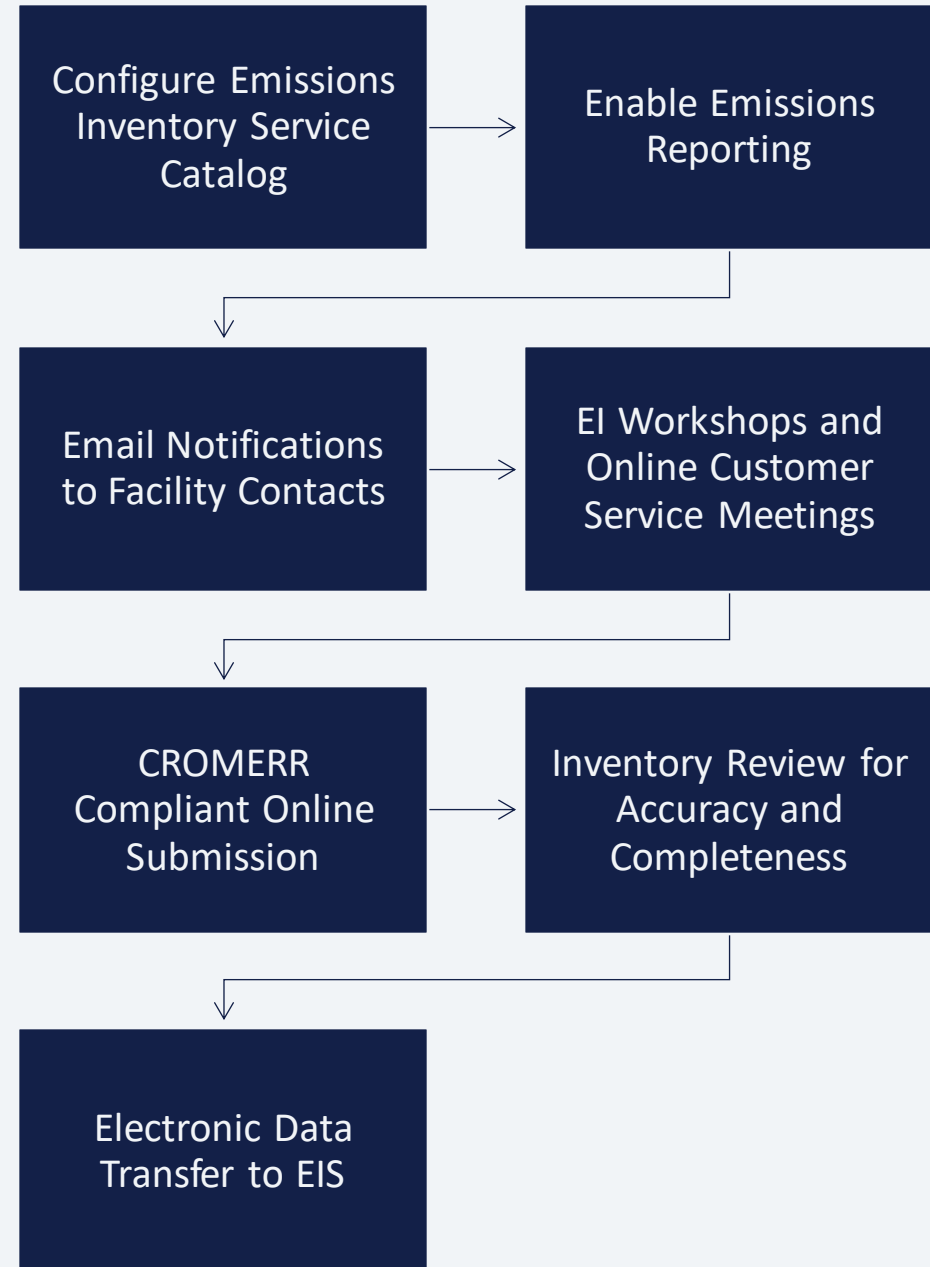 Configure Emissions
Inventory Service
Catalog
Enable Emissions
Reporting
Email Notifications
to Facility Contacts
EI Workshops and
Online Customer
Service Meetings
CROMERR
Compliant Online
Submission
Inventory Review for
Accuracy and
Completeness
Electronic Data
Transfer to EIS